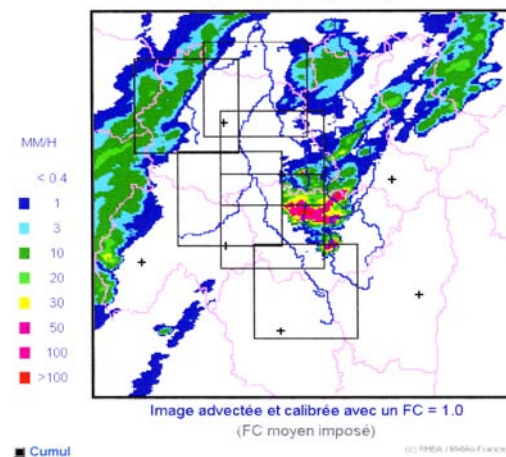 MM/H
< 0.4
1
3
10
20
30
50
100
>100
Image advectée et calibrée avec un FC = 1.0
(FC moyen imposé)
Cumul
(c) RHEA / Météo-France